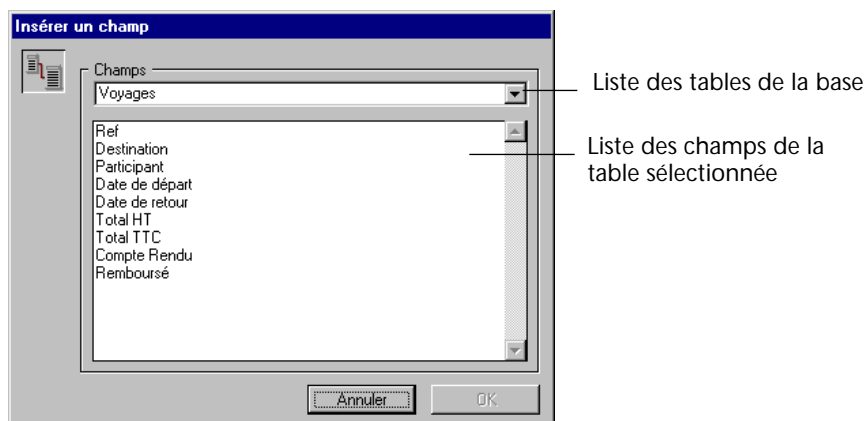 Insérer un champ
Champs
Voyages
Liste des tables de la base
Ref
Destination
Participant
Date de départ
Date de retour
Total HT
Total TTC
Compte Rendu
Remboursé
Liste des champs de la
table sélectionnée
Annuler
OK